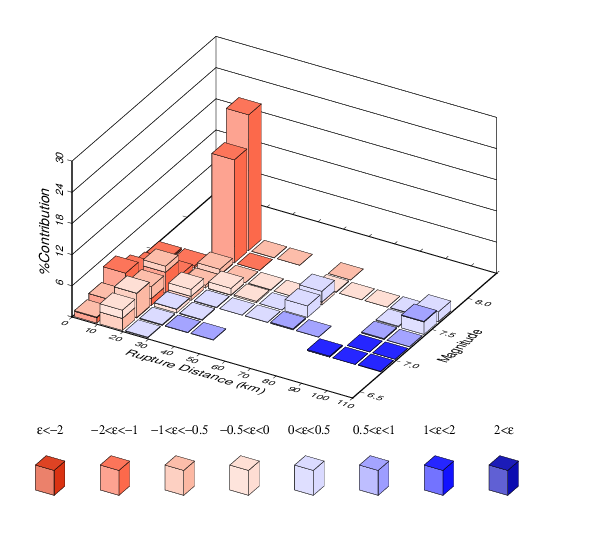 30
24
18
12
6
%Contribution
0
10
20
30
40
50
60
70
80
90
100
110
Rupture Distance (km)
6.5
7.0
7.5
8.0
Magnitude
ε<−2
−2<ε<−1
−1<ε<−0.5
−0.5<ε<0
0<ε<0.5
0.5<ε<1
1<ε<2
2<ε